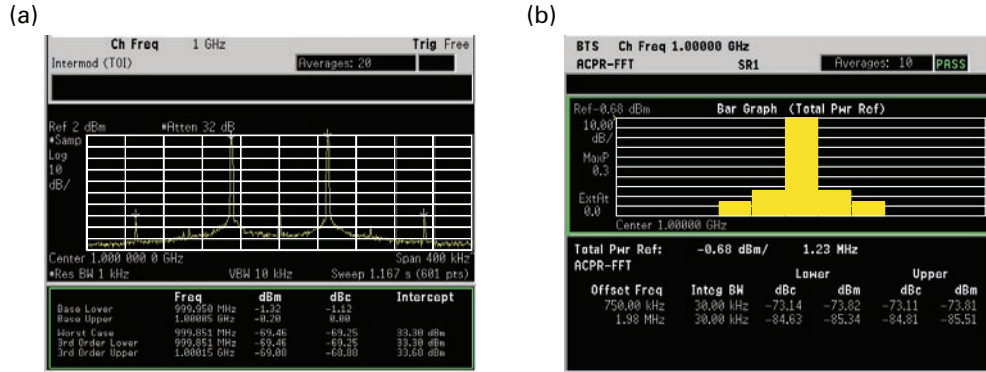 (a)
Ch Freq 1 GHz Trig Free
Intermod (TOI) Averages: 20
Ref 2 dBm *Atten 32 dB
*Samp
Log
10
dB/
Center 1.000 000 0 GHz Span 400 kHz
*Res BW 1 kHz VBW 10 kHz Sweep 1.167 s (601 pts)
Freq dBm dBc Intercept
Base Lower 999.950 MHz -1.32 -1.12
Base Upper 1.00005 GHz -0.20 0.00
Worst Case 999.851 MHz -69.46 -69.25 33.30 dBm
3rd Order Lower 999.851 MHz -69.46 -69.25 33.30 dBm
3rd Order Upper 1.00015 GHz -69.08 -68.88 33.68 dBm
(b)
BTS Ch Freq 1.00000 GHz
ACPR-FFT SR1 Averages: 10 PASS
Ref-0.68 dBm Bar Graph (Total Pwr Ref)
10.00
dB/
MaxP
0.3
ExtAt
0.0
Center 1.00000 GHz
Total Pwr Ref: -0.68 dBm/ 1.23 MHz
ACPR-FFT
Lower Upper
Offset Freq Integ BW dBc dBm dBc dBm
750.00 kHz 30.00 kHz -73.14 -73.82 -73.11 -73.81
1.98 MHz 30.00 kHz -84.63 -85.34 -84.81 -85.51